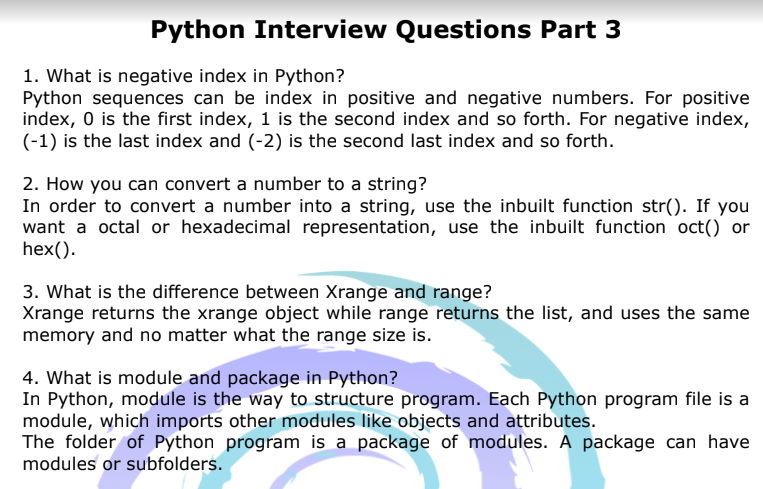 Python Interview Questions Part 3
1. What is negative index in Python?
Python sequences can be index in positive and negative numbers. For positive
index, 0 is the first index, 1 is the second index and so forth. For negative index,
(-1) is the last index and (-2) is the second last index and so forth.
2. How you can convert a number to a string?
In order to convert a number into a string, use the inbuilt function str(). If you
want a octal or hexadecimal representation, use the inbuilt function oct() or
hex().
3. What is the difference between Xrange and range?
Xrange returns the xrange object while range returns the list, and uses the same
memory and no matter what the range size is.
4. What is module and package in Python?
In Python, module is the way to structure program. Each Python program file is a
module, which imports other modules like objects and attributes.
The folder of Python program is a package of modules. A package can have
modules or subfolders.